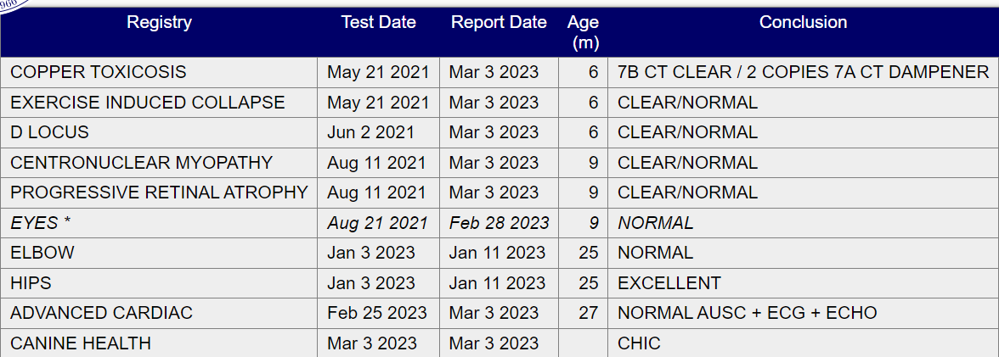 966
Registry Test Date Report Date Age (m) Conclusion
COPPER TOXICOSIS May 21 2021 Mar 3 2023 6 7B CT CLEAR / 2 COPIES 7A CT DAMPENER
EXERCISE INDUCED COLLAPSE May 21 2021 Mar 3 2023 6 CLEAR/NORMAL
D LOCUS Jun 2 2021 Mar 3 2023 6 CLEAR/NORMAL
CENTRONUCLEAR MYOPATHY Aug 11 2021 Mar 3 2023 9 CLEAR/NORMAL
PROGRESSIVE RETINAL ATROPHY Aug 11 2021 Mar 3 2023 9 CLEAR/NORMAL
EYES * Aug 21 2021 Feb 28 2023 9 NORMAL
ELBOW Jan 3 2023 Jan 11 2023 25 NORMAL
HIPS Jan 3 2023 Jan 11 2023 25 EXCELLENT
ADVANCED CARDIAC Feb 25 2023 Mar 3 2023 27 NORMAL AUSC + ECG + ECHO
CANINE HEALTH Mar 3 2023 Mar 3 2023 CHIC